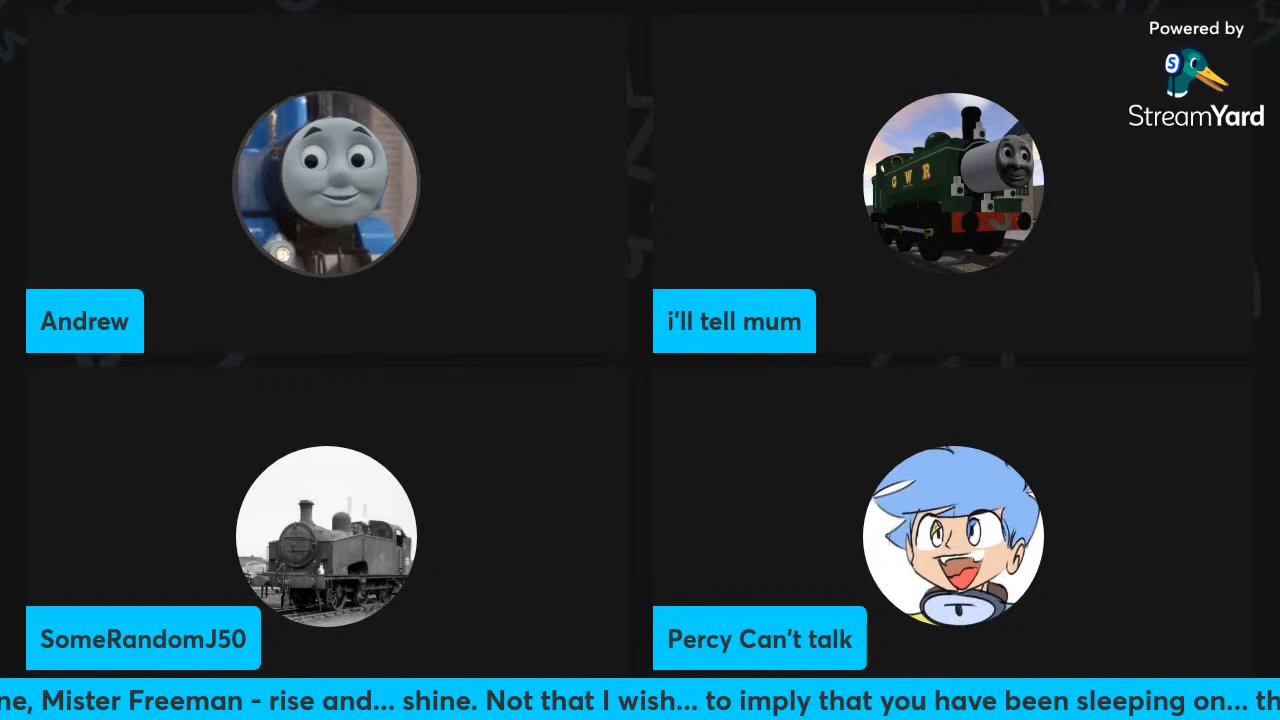 Powered by
StreamYard
Andrew
i'll tell mum
G W R
SomeRandomJ50
Percy Can't talk
ne, Mister Freeman - rise and... shine. Not that I wish... to imply that you have been sleeping on... th